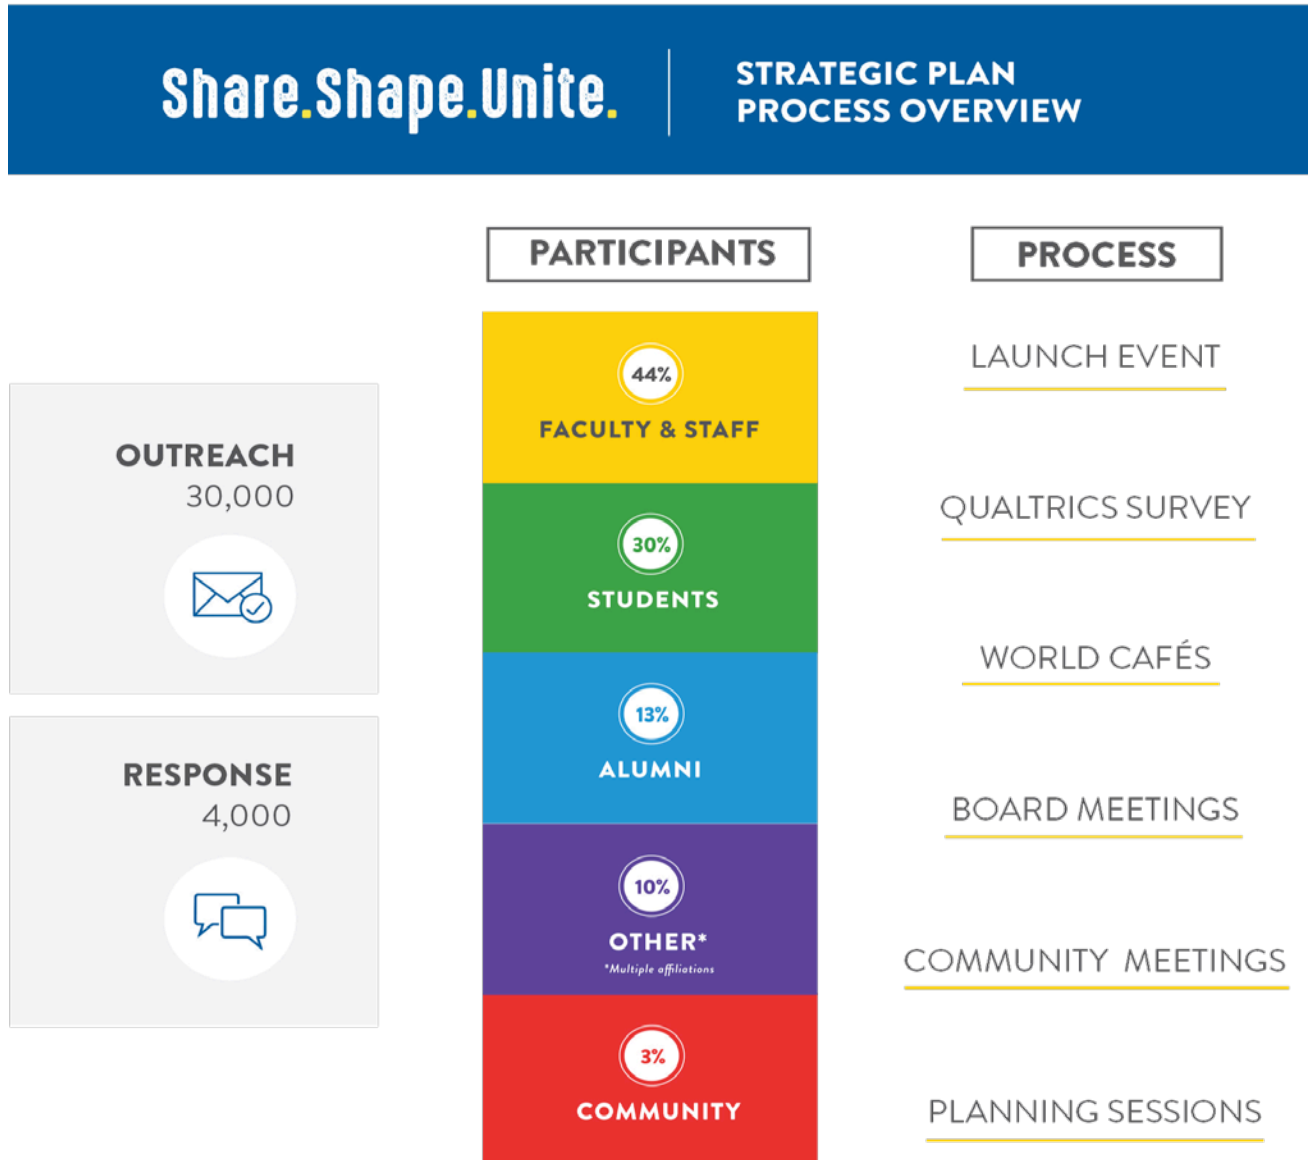 Share.Shape.Unite.
STRATEGIC PLAN
PROCESS OVERVIEW
OUTREACH
30,000
RESPONSE
4,000
PARTICIPANTS
44%
FACULTY & STAFF
30%
STUDENTS
13%
ALUMNI
10%
OTHER*
*Multiple affiliations
3%
COMMUNITY
PROCESS
LAUNCH EVENT
QUALTRICS SURVEY
WORLD CAFÉS
BOARD MEETINGS
COMMUNITY MEETINGS
PLANNING SESSIONS